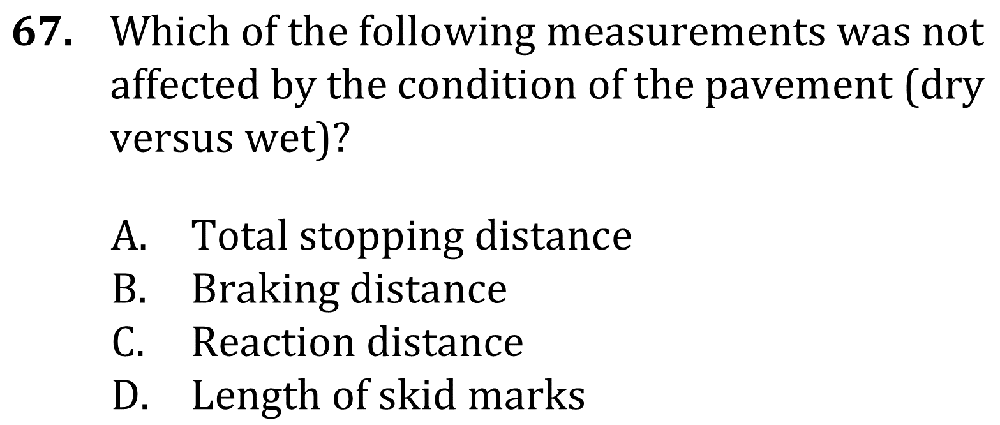 67. Which of the following measurements was not
affected by the condition of the pavement (dry
versus wet)?
A. Total stopping distance
B. Braking distance
C. Reaction distance
D. Length of skid marks